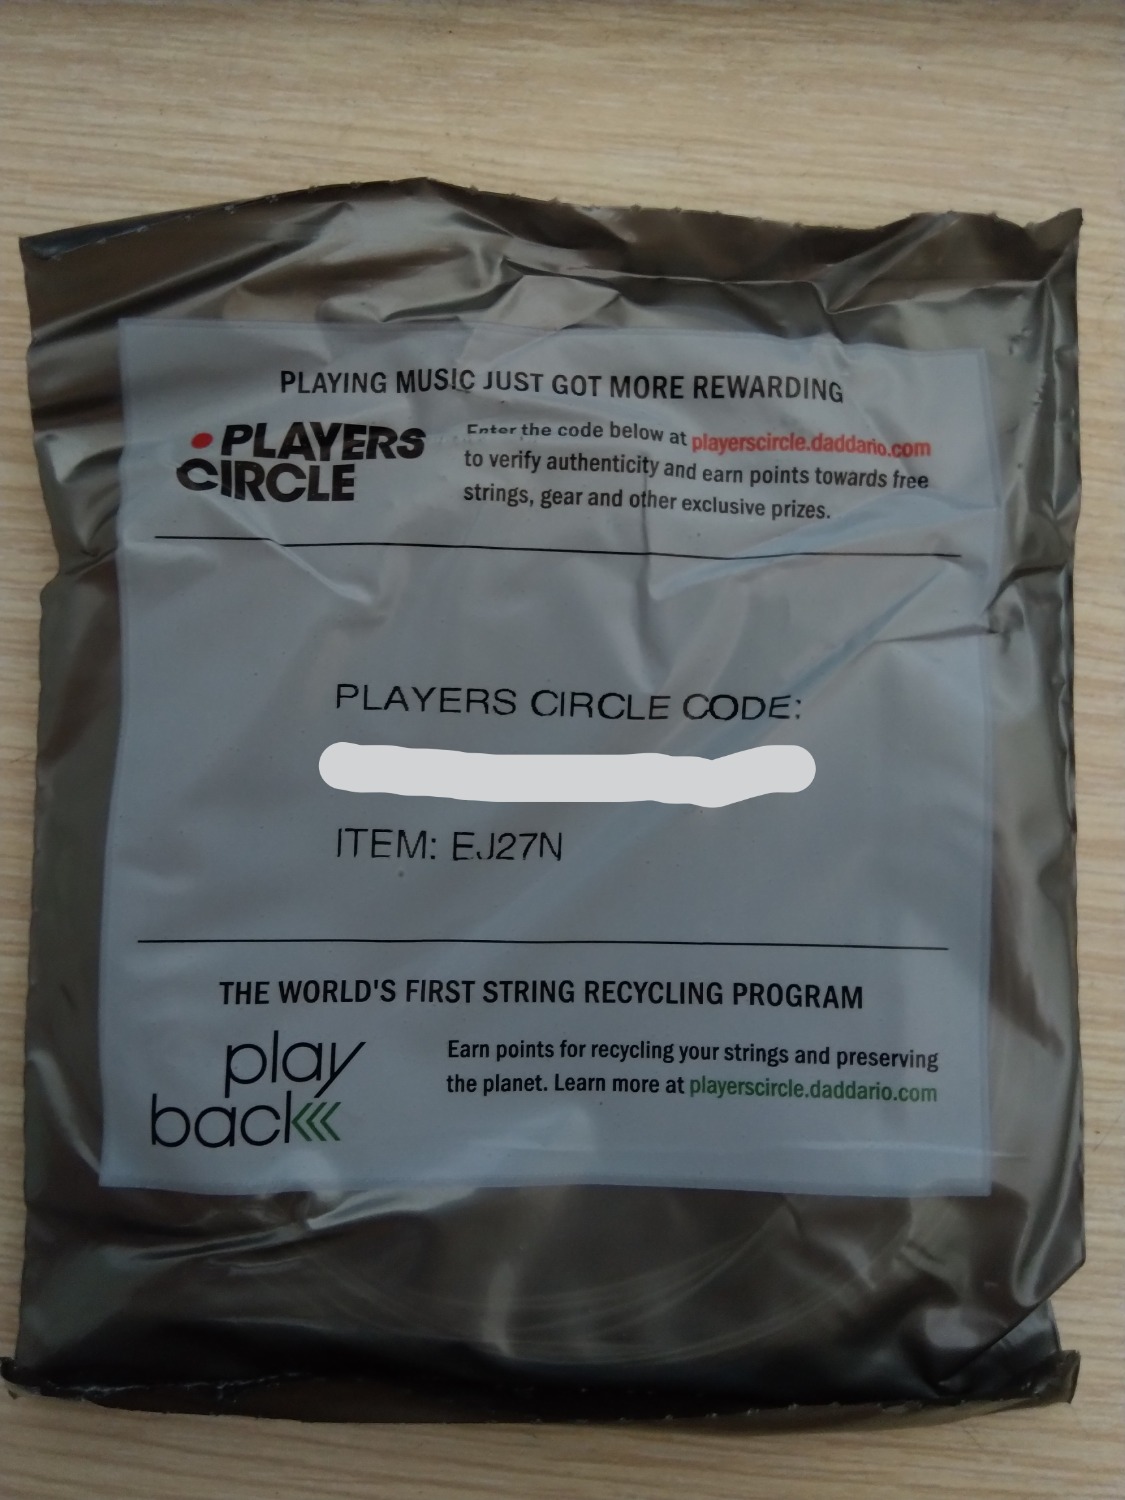 PLAYING MUSIC JUST GOT MORE REWARDING
PLAYERS
CIRCLE
Enter the code below at playerscircle.daddario.com
to verify authenticity and earn points towards free
strings, gear and other exclusive prizes.
PLAYERS CIRCLE CODE:
ITEM: EJ27N
THE WORLD'S FIRST STRING RECYCLING PROGRAM
play
back
Earn points for recycling your strings and preserving
the planet. Learn more at playerscircle.daddario.com